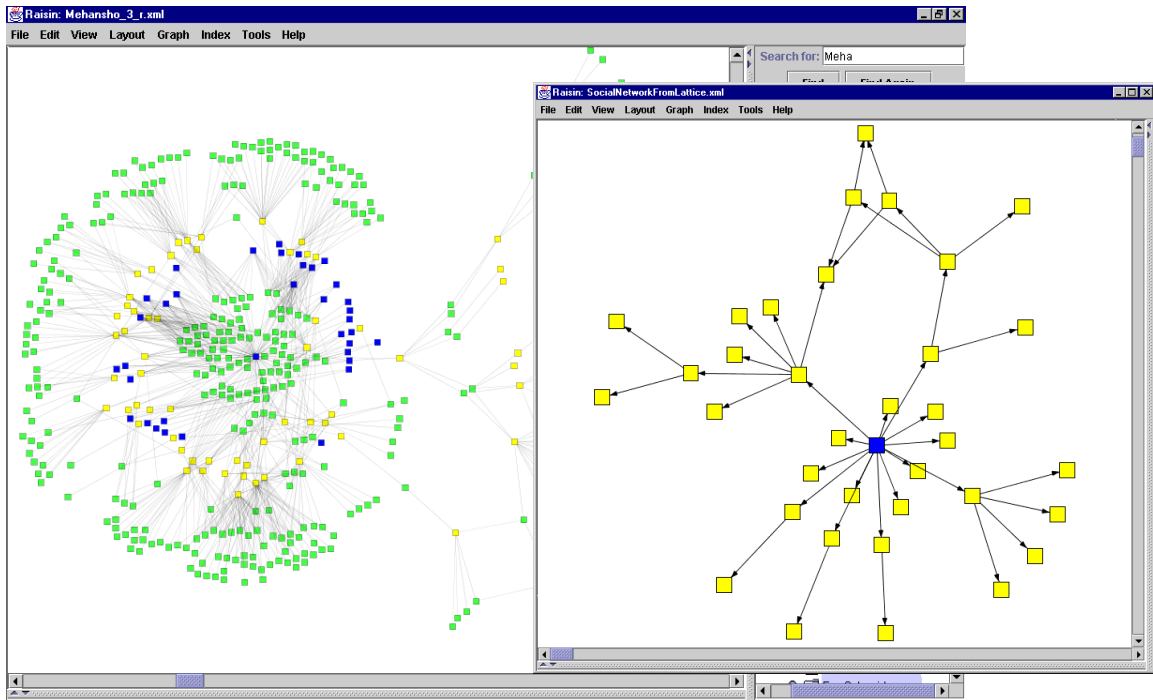 Raisin: Mehansho_3_r.xml
File Edit View Layout Graph Index Tools Help
Search for: Meha
Find Find Again
Raisin: SocialNetworkFromLattice.xml
File Edit View Layout Graph Index Tools Help